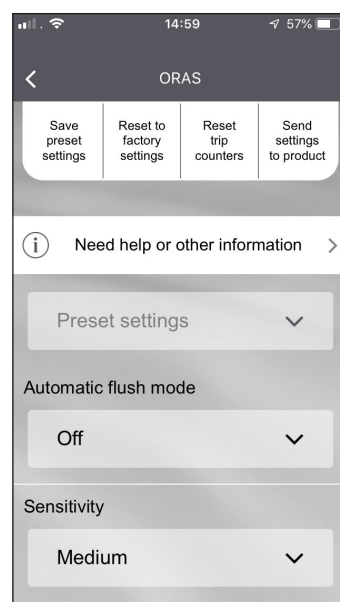 14:59
57%
ORAS
Save preset settings
Reset to factory settings
Reset trip counters
Send settings to product
i Need help or other information
Preset settings
Automatic flush mode
Off
Sensitivity
Medium